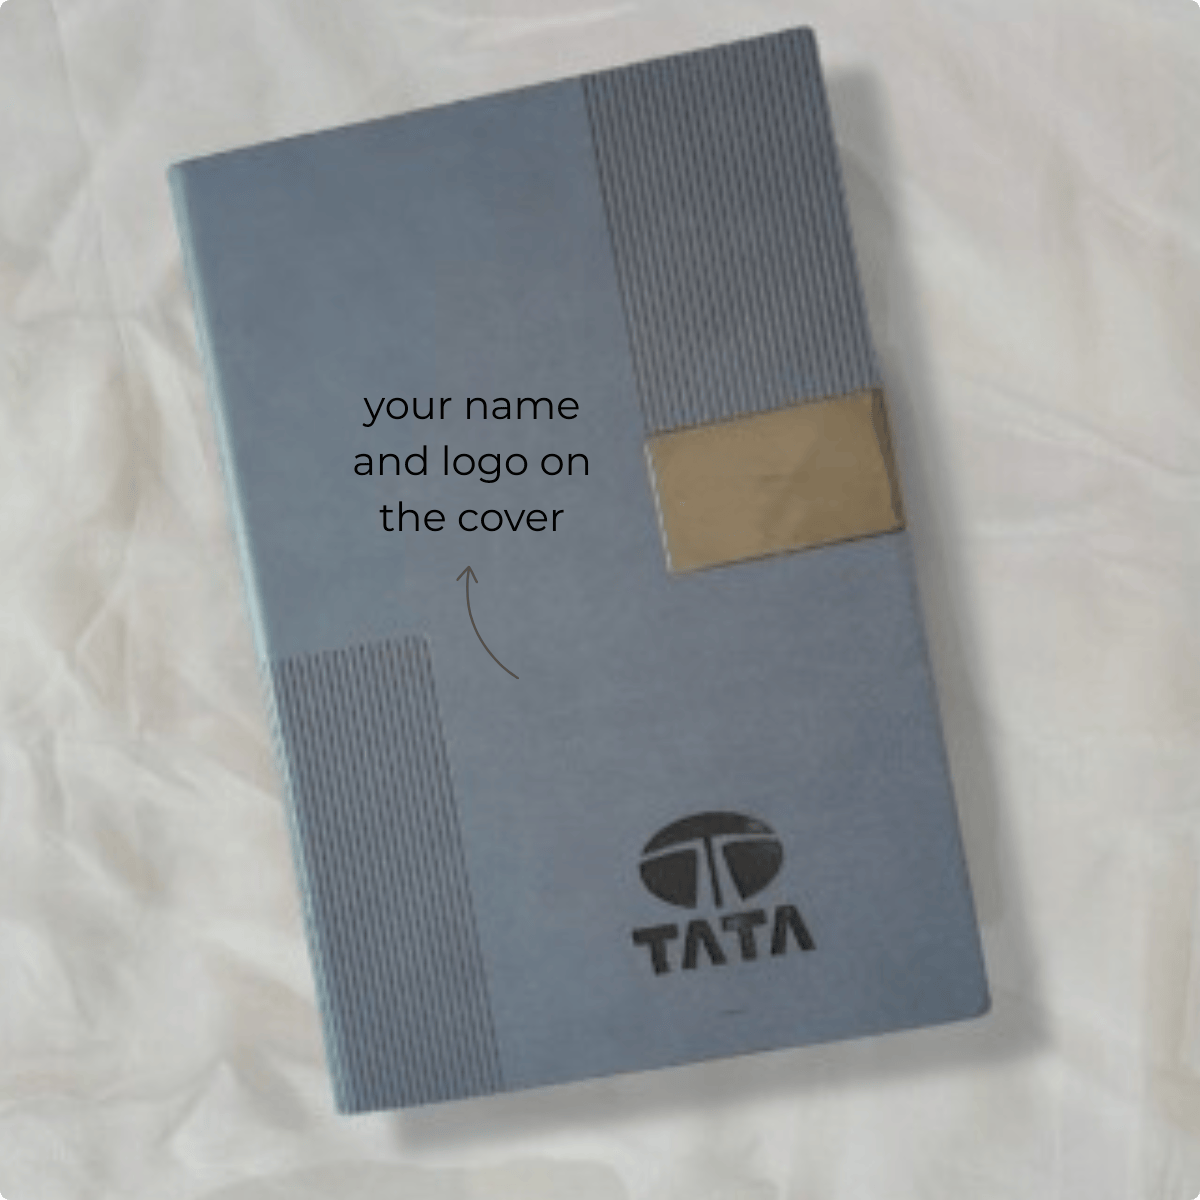 your name
and logo on
the cover
TATA